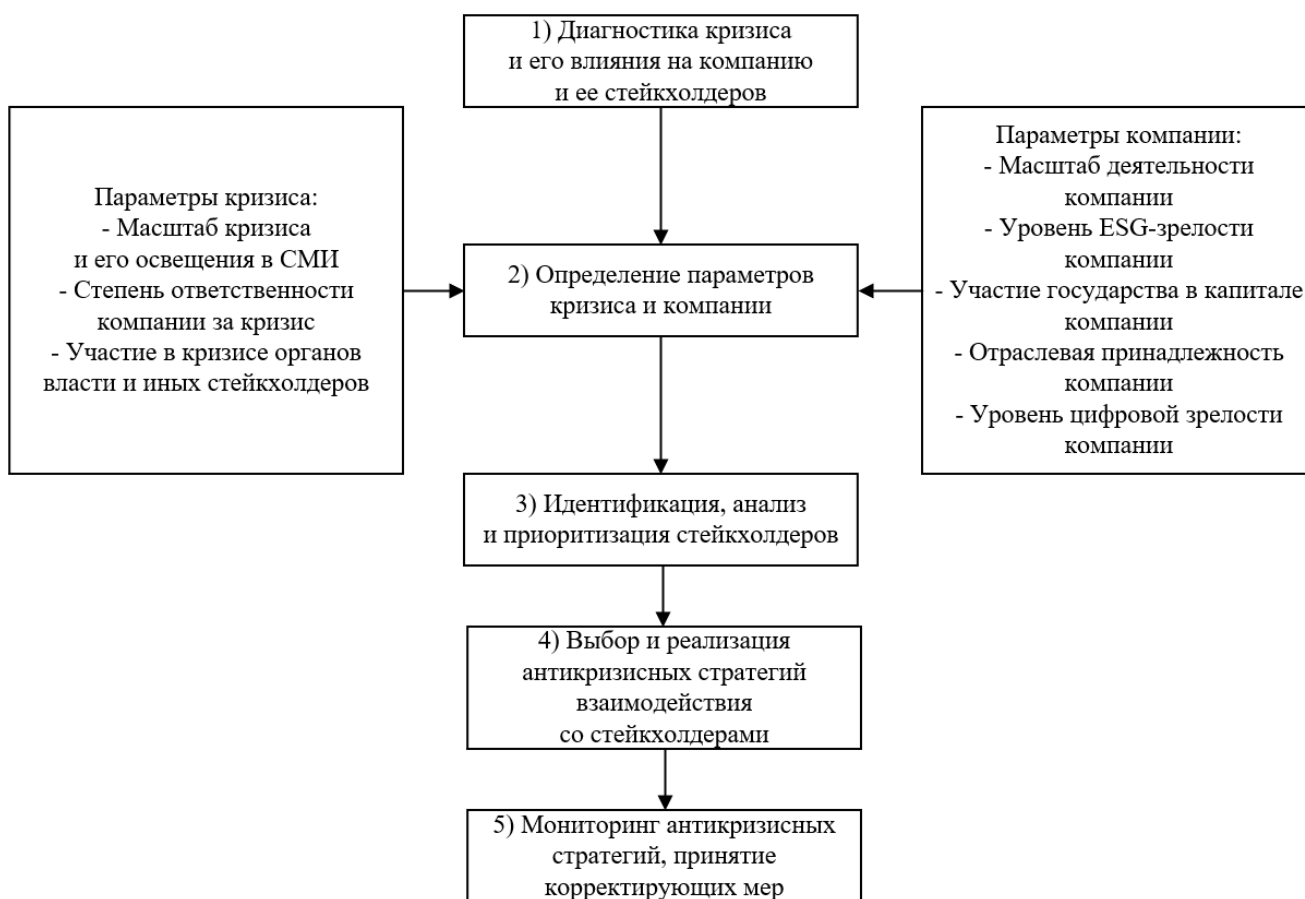 1) Диагностика кризиса
и его влияния на компанию
и ее стейкхолдеров
Параметры кризиса:
- Масштаб кризиса
и его освещения в СМИ
- Степень ответственности
компании за кризис
- Участие в кризисе органов
власти и иных стейкхолдеров
2) Определение параметров
кризиса и компании
Параметры компании:
- Масштаб деятельности
компании
- Уровень ESG-зрелости
компании
- Участие государства в капитале
компании
- Отраслевая принадлежность
компании
- Уровень цифровой зрелости
компании
3) Идентификация, анализ
и приоритизация стейкхолдеров
4) Выбор и реализация
антикризисных стратегий
взаимодействия
со стейкхолдерами
5) Мониторинг антикризисных
стратегий, принятие
корректирующих мер